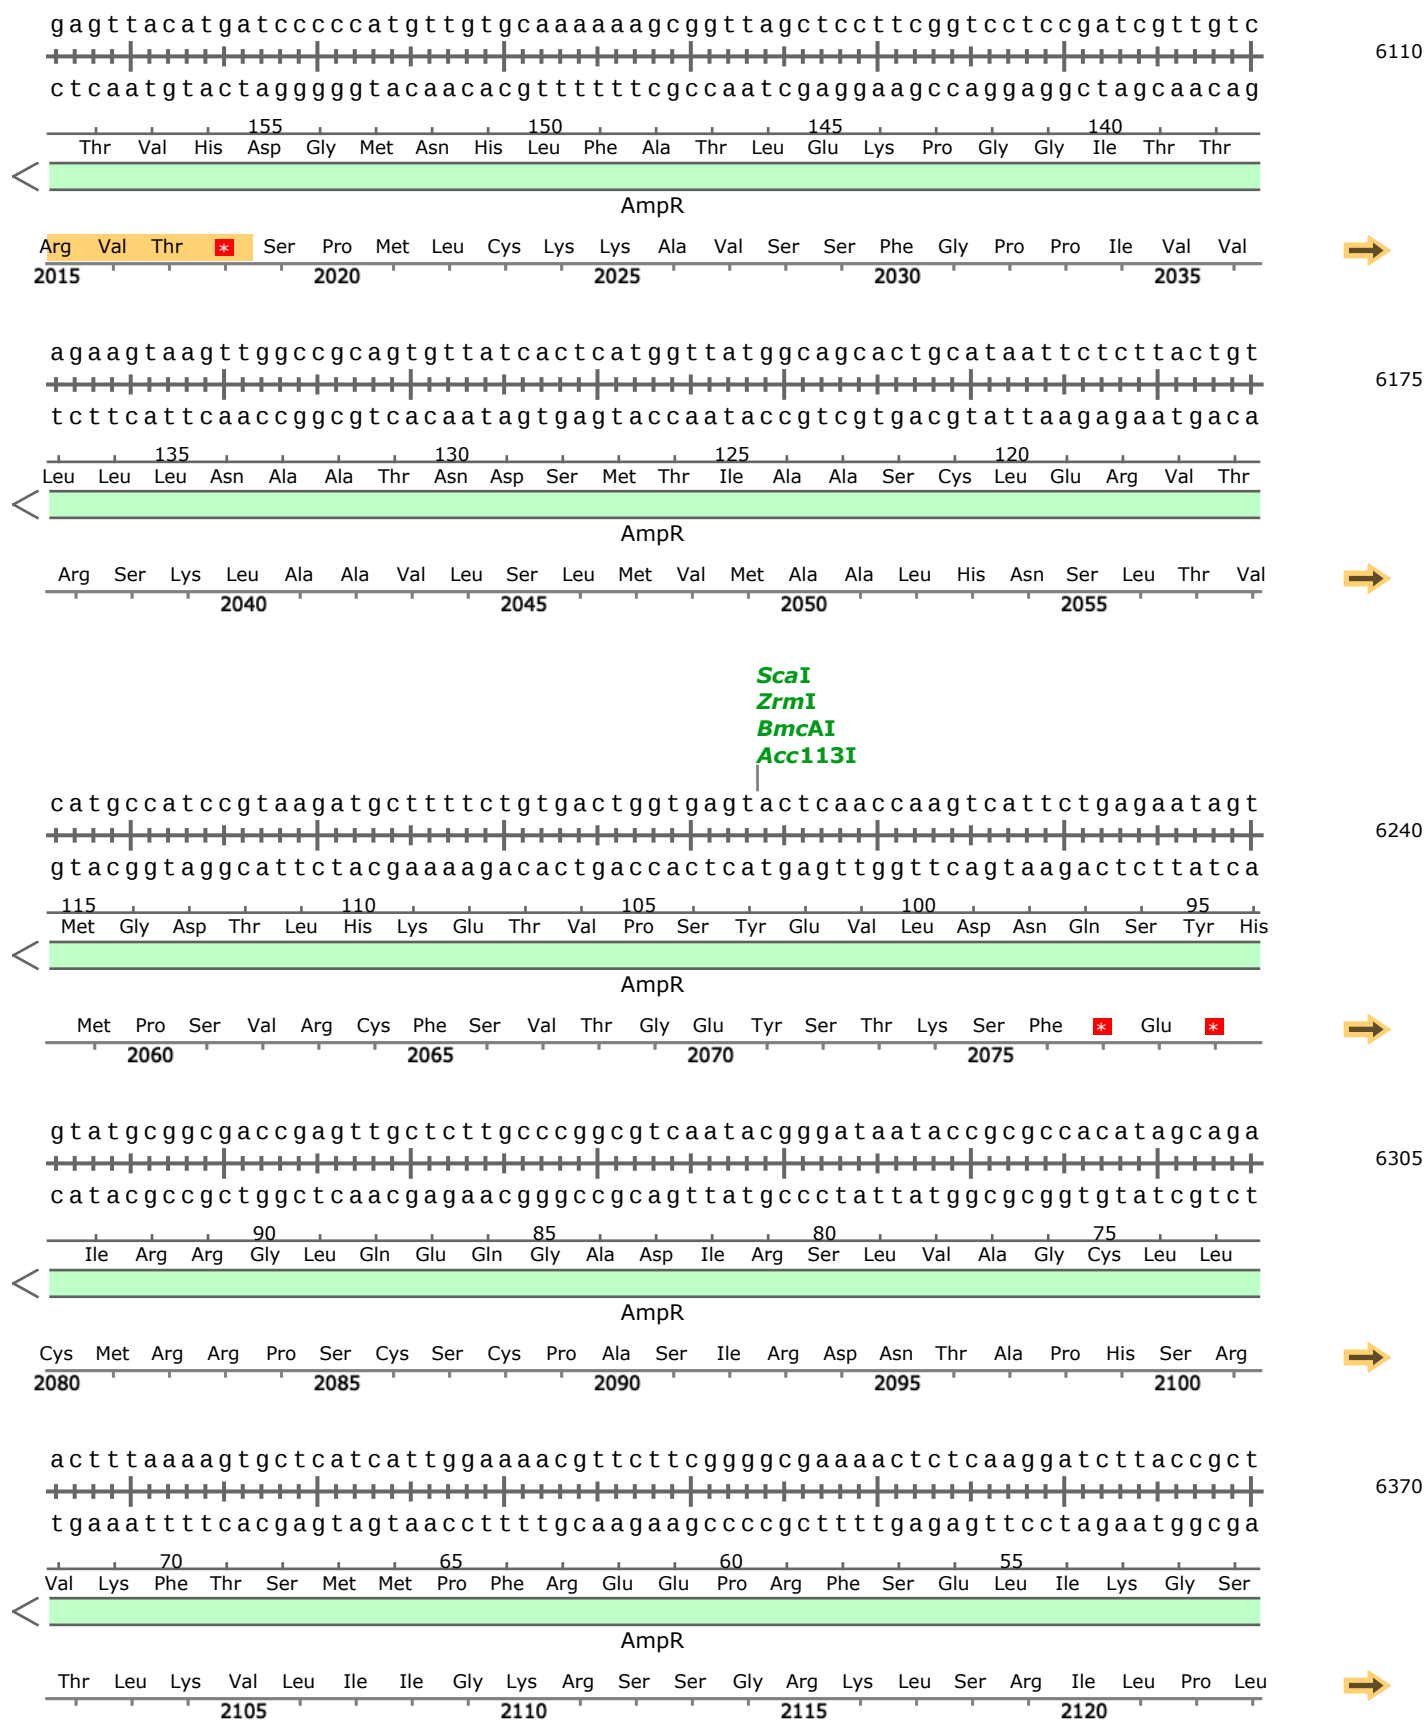 gagttacatgatcccccatgttgtgcaaaaaagcggttagctccttcggtcctccgatcgttgtc
6110
ctcaatgtactagggggtacaacacgttttttcgccaatcgaggaagccaggaggctagcaacag
155 150 145 140
Thr Val His Asp Gly Met Asn His Leu Phe Ala Thr Leu Glu Lys Pro Gly Gly Ile Thr Thr
AmpR
Arg Val Thr * Ser Pro Met Leu Cys Lys Lys Ala Val Ser Ser Phe Gly Pro Pro Ile Val Val
2015 2020 2025 2030 2035
agaagtaagttggccgcagtgttatcactcatggttatggcagcactgcataattctcttactgt
6175
tcttcattcaaccggcgtcacaatagtgagtaccaataccgtcgtgacgtattaagagaatgaca
135 130 125 120
Leu Leu Leu Asn Ala Ala Thr Asn Asp Ser Met Thr Ile Ala Ala Ser Cys Leu Glu Arg Val Thr
AmpR
Arg Ser Lys Leu Ala Ala Val Leu Ser Leu Met Val Met Ala Ala Leu His Asn Ser Leu Thr Val
2040 2045 2050 2055
ScaI
ZrmI
BmcAI
Acc113I
catgccatccgtaagatgcttttctgtgactggtgagtactcaaccaagtcattctgagaatagt
6240
gtacggtaggcattctacgaaaagacactgaccactcatgagttggttcagtaagactcttatca
115 110 105 100 95
Met Gly Asp Thr Leu His Lys Glu Thr Val Pro Ser Tyr Glu Val Leu Asp Asn Gln Ser Tyr His
AmpR
Met Pro Ser Val Arg Cys Phe Ser Val Thr Gly Glu Tyr Ser Thr Lys Ser Phe * Glu *
2060 2065 2070 2075
gtatgcggcgaccgagttgctcttgcccggcgtcaatacgggataataccgcgccacatagcaga
6305
catacgccgctggctcaacgagaacgggccgcagttatgccctattatggcgcggtgtatcgtct
90 85 80 75
Ile Arg Arg Gly Leu Gln Glu Gln Gly Ala Asp Ile Arg Ser Leu Val Ala Gly Cys Leu Leu
AmpR
Cys Met Arg Arg Pro Ser Cys Ser Cys Pro Ala Ser Ile Arg Asp Asn Thr Ala Pro His Ser Arg
2080 2085 2090 2095 2100
actttaaaagtgctcatcattggaaaacgttcttcggggcgaaaactctcaaggatcttaccgct
6370
tgaaattttcacgagtagtaaccttttgcaagaagccccgcttttgagagttcctagaatggcga
70 65 60 55
Val Lys Phe Thr Ser Met Met Pro Phe Arg Glu Glu Pro Arg Phe Ser Glu Leu Ile Lys Gly Ser
AmpR
Thr Leu Lys Val Leu Ile Ile Gly Lys Arg Ser Ser Gly Arg Lys Leu Ser Arg Ile Leu Pro Leu
2105 2110 2115 2120